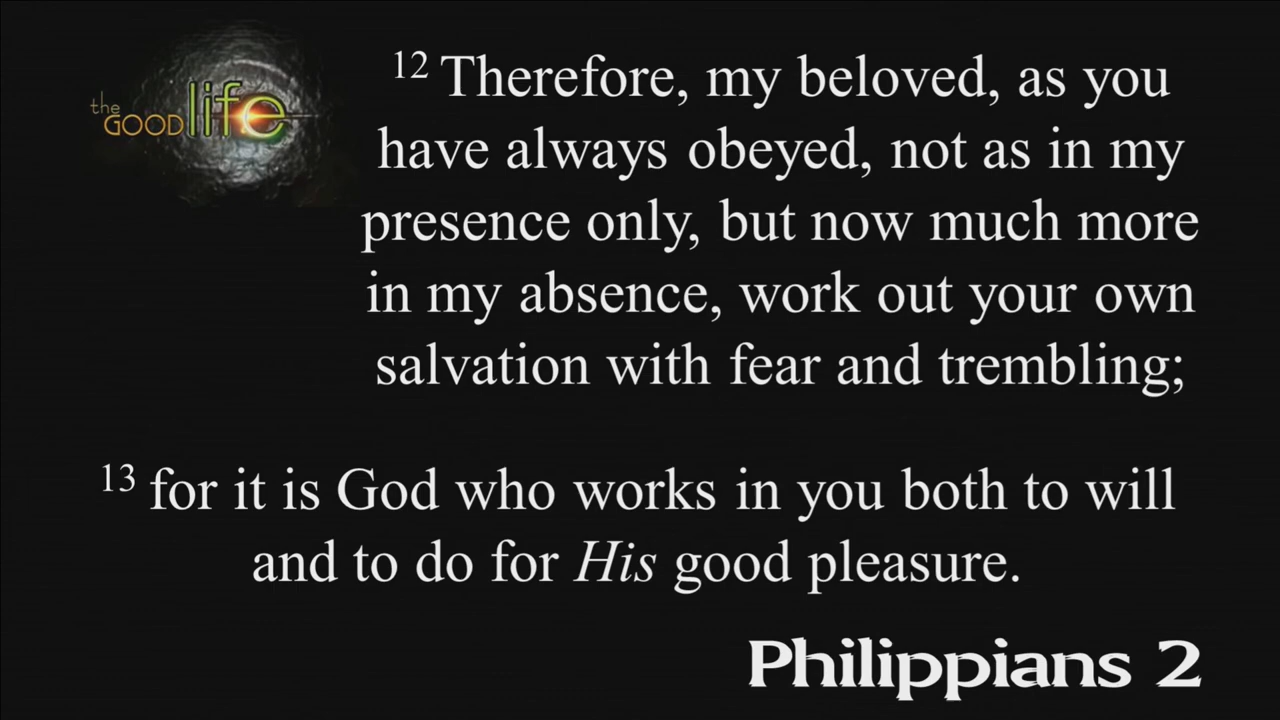 the
GOOD life
12 Therefore, my beloved, as you
have always obeyed, not as in my
presence only, but now much more
in my absence, work out your own
salvation with fear and trembling;
13 for it is God who works in you both to will
and to do for His good pleasure.
Philippians 2